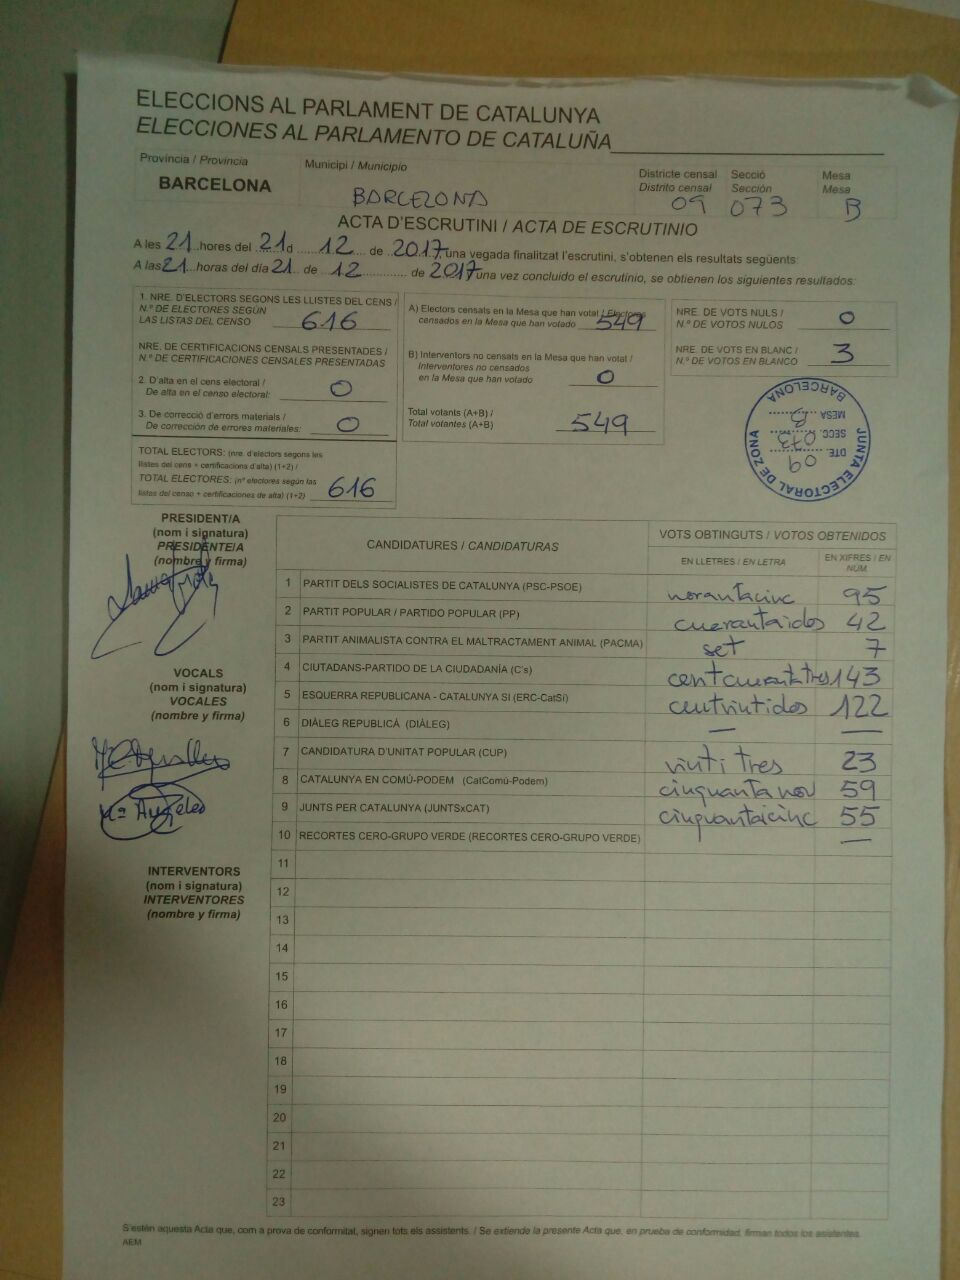 ELECCIONS AL PARLAMENT DE CATALUNYA
ELECCIONES AL PARLAMENTO DE CATALUÑA
Província / Provincia
BARCELONA
Municipi / Municipio
BARCELONA
Districte censal
Distrito censal
09
Secció
Sección
073
Mesa
Mesa
B
ACTA D'ESCRUTINI / ACTA DE ESCRUTINIO
A les 21 hores del 21 d 12 de 2017, una vegada finalitzat l'escrutini, s'obtenen els resultats següents:
A las 21 horas del día 21 de 12 de 2017 una vez concluido el escrutinio, se obtienen los siguientes resultados:
1. NRE. D'ELECTORS SEGONS LES LLISTES DEL CENS /
N.º DE ELECTORES SEGÚN
LAS LISTAS DEL CENSO 616
NRE. DE CERTIFICACIONS CENSALS PRESENTADES /
N.º DE CERTIFICACIONES CENSALES PRESENTADAS
2. D'alta en el cens electoral /
De alta en el censo electoral: 0
3. De correcció d'errors materials /
De corrección de errores materiales: 0
TOTAL ELECTORS: (nre. d'electors segons les
llistes del cens + certificacions d'alta) (1+2) /
TOTAL ELECTORES: (nº electores según las
listas del censo + certificaciones de alta) (1+2) 616
A) Electors censats en la Mesa que han votat / Electores
censados en la Mesa que han votado 549
B) Interventors no censats en la Mesa que han votat /
Interventores no censados
en la Mesa que han votado 0
Total votants (A+B) /
Total votantes (A+B) 549
NRE. DE VOTS NULS /
N.º DE VOTOS NULOS 0
NRE. DE VOTS EN BLANC /
N.º DE VOTOS EN BLANCO 3
JUNTA ELECTORAL DE ZONA
BARCELONA
DTE. 09
SECC. 073
MESA B
PRESIDENT/A
(nom i signatura)
PRESIDENTE/A
(nombre y firma)
VOCALS
(nom i signatura)
VOCALES
(nombre y firma)
Mª Angeles
INTERVENTORS
(nom i signatura)
INTERVENTORES
(nombre y firma)
CANDIDATURES / CANDIDATURAS
VOTS OBTINGUTS / VOTOS OBTENIDOS
EN LLETRES / EN LETRA
EN XIFRES / EN NÚM.
1 PARTIT DELS SOCIALISTES DE CATALUNYA (PSC-PSOE) norantacinc 95
2 PARTIT POPULAR / PARTIDO POPULAR (PP) cuarantaidos 42
3 PARTIT ANIMALISTA CONTRA EL MALTRACTAMENT ANIMAL (PACMA) set 7
4 CIUTADANS-PARTIDO DE LA CIUDADANÍA (C's) centcuarantatres 143
5 ESQUERRA REPUBLICANA - CATALUNYA SÍ (ERC-CatSí) centvintidos 122
6 DIÀLEG REPUBLICÀ (DIÀLEG) — —
7 CANDIDATURA D'UNITAT POPULAR (CUP) vinti tres 23
8 CATALUNYA EN COMÚ-PODEM (CatComú-Podem) cinquanta nou 59
9 JUNTS PER CATALUNYA (JUNTSxCAT) cinquantaicinc 55
10 RECORTES CERO-GRUPO VERDE (RECORTES CERO-GRUPO VERDE) —
11
12
13
14
15
16
17
18
19
20
21
22
23
S'estén aquesta Acta que, com a prova de conformitat, signen tots els assistents. / Se extiende la presente Acta que, en prueba de conformidad, firman todos los asistentes.
AEM